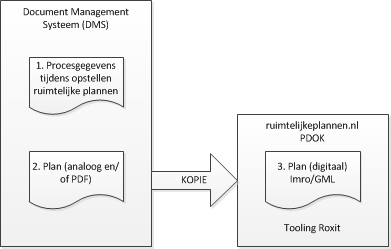 Document Management
Systeem (DMS)
1. Procesgegevens
tijdens opstellen
ruimtelijke plannen
2. Plan (analoog en/
of PDF)
KOPIE
ruimtelijkeplannen.nl
PDOK
3. Plan (digitaal)
Imro/GML
Tooling Roxit